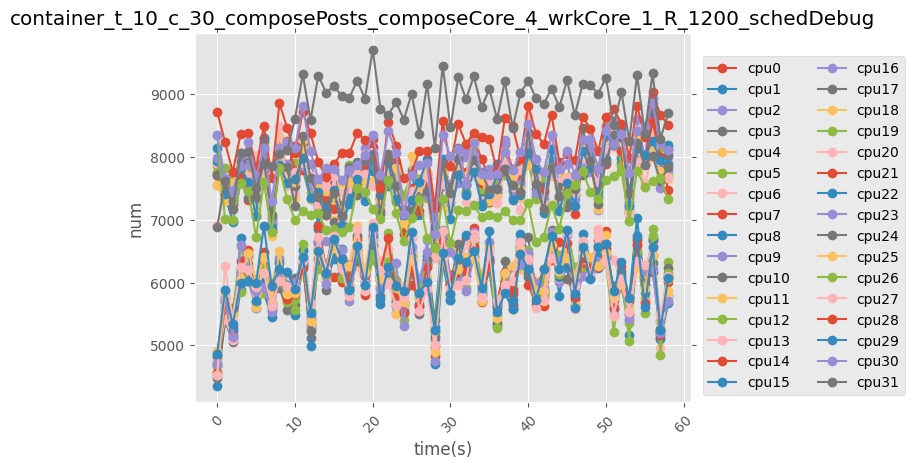 container_t_10_c_30_composePosts_composeCore_4_wrkCore_1_R_1200_schedDebug
9000
8000
7000
6000
5000
num
0
10
20
30
40
50
60
time(s)
cpu0
cpu1
cpu2
cpu3
cpu4
cpu5
cpu6
cpu7
cpu8
cpu9
cpu10
cpu11
cpu12
cpu13
cpu14
cpu15
cpu16
cpu17
cpu18
cpu19
cpu20
cpu21
cpu22
cpu23
cpu24
cpu25
cpu26
cpu27
cpu28
cpu29
cpu30
cpu31